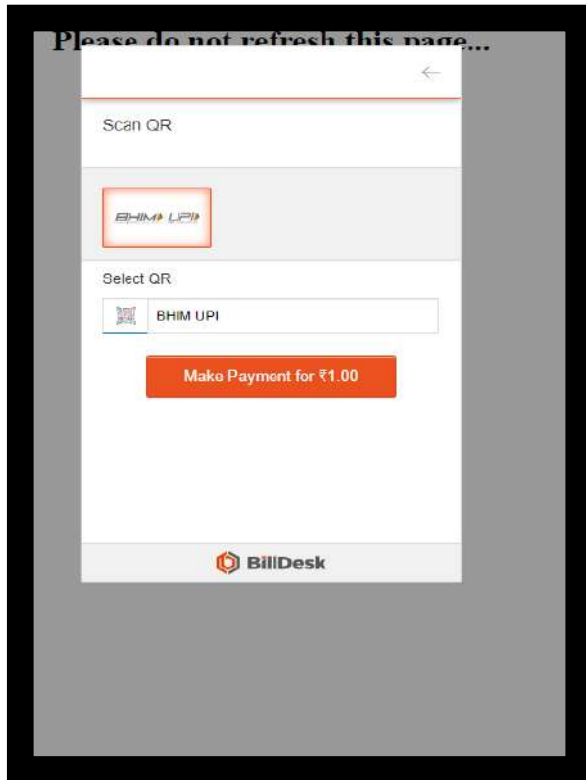 Please do not refresh this page...
Scan QR
BHIM UPI
Select QR
BHIM UPI
Make Payment for ₹1.00
BillDesk